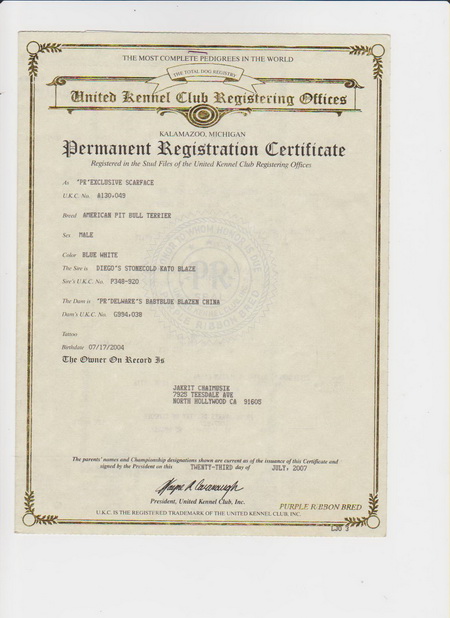 THE MOST COMPLETE PEDIGREES IN THE WORLD
THE TOTAL DOG REGISTRY
United Kennel Club Registering Offices
KALAMAZOO, MICHIGAN
Permanent Registration Certificate
Registered in the Stud Files of the United Kennel Club Registering Offices
As 'PR'EXCLUSIVE SCARFACE
U.K.C. No. A130,049
Breed AMERICAN PIT BULL TERRIER
Sex MALE
Color BLUE WHITE
The Sire is DIEGO'S STONECOLD KATO BLAZE
Sire's U.K.C. No. P348-920
The Dam is 'PR'DELWARE'S BABYBLUE BLAZEN CHINA
Dam's U.K.C. No. G994,038
Tattoo
Birthdate 07/17/2004
The Owner On Record Is
JAKRIT CHAIMUSIK
7925 TEESDALE AVE
NORTH HOLLYWOOD CA 91605
The parents' names and Championship designations shown are current as of the issuance of this Certificate and
signed by the President on this TWENTY-THIRD day of JULY, 2007
Wayne R. Cavanaugh
President, United Kennel Club, Inc.
PURPLE RIBBON BRED
U.K.C. IS THE REGISTERED TRADEMARK OF THE UNITED KENNEL CLUB, INC.
PR